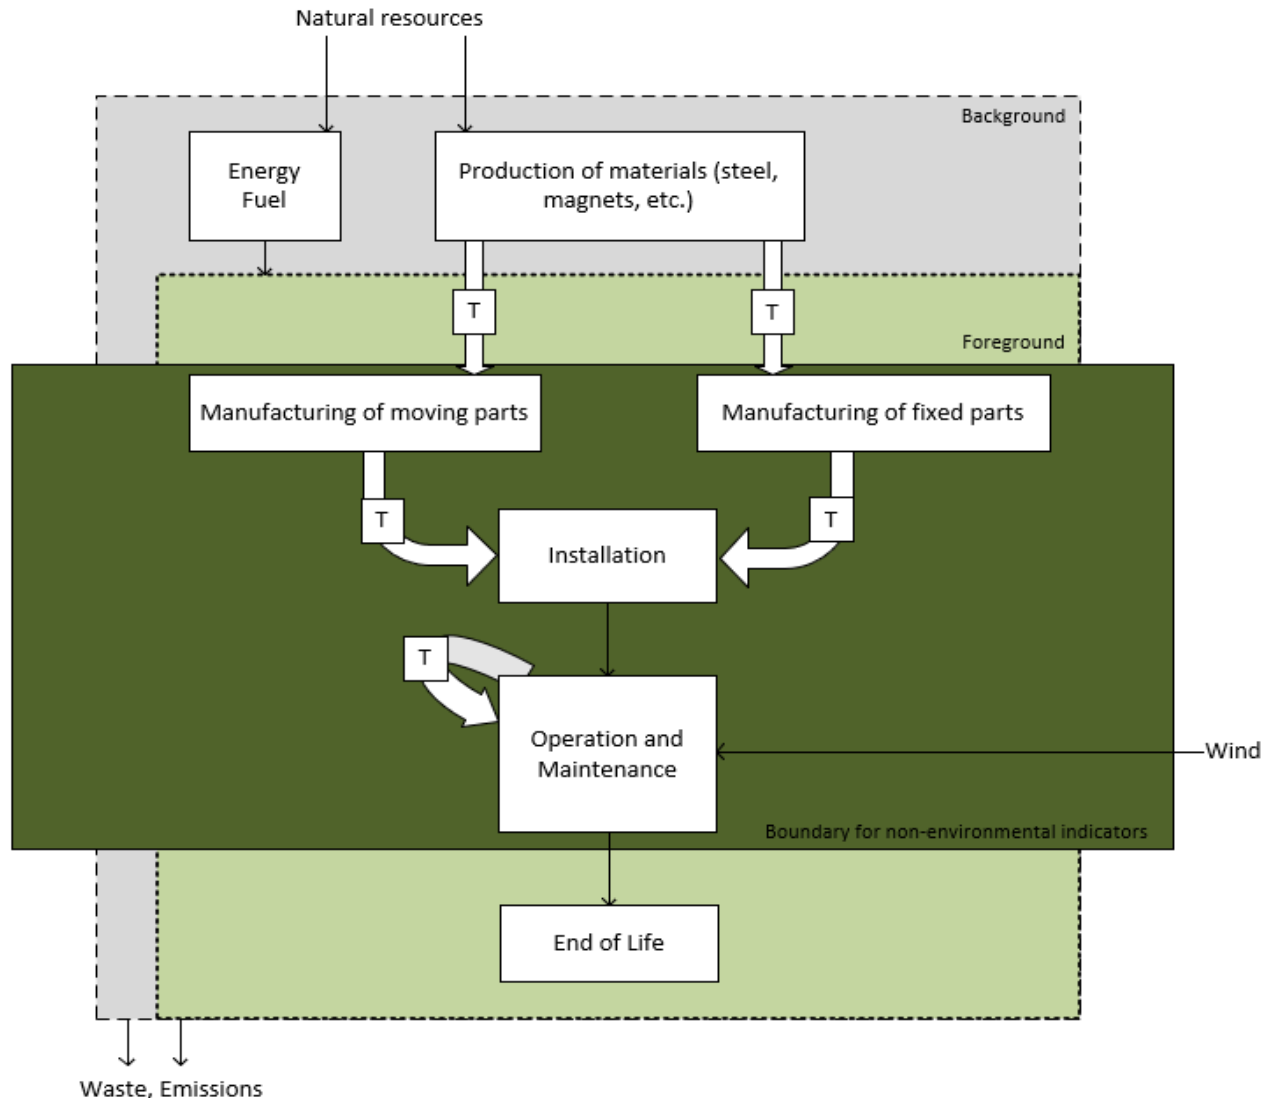 Natural resources
Background
Energy
Fuel
Production of materials (steel,
magnets, etc.)
T
T
Foreground
Manufacturing of moving parts
Manufacturing of fixed parts
T
T
Installation
T
Operation and
Maintenance
Wind
Boundary for non-environmental indicators
End of Life
Waste, Emissions